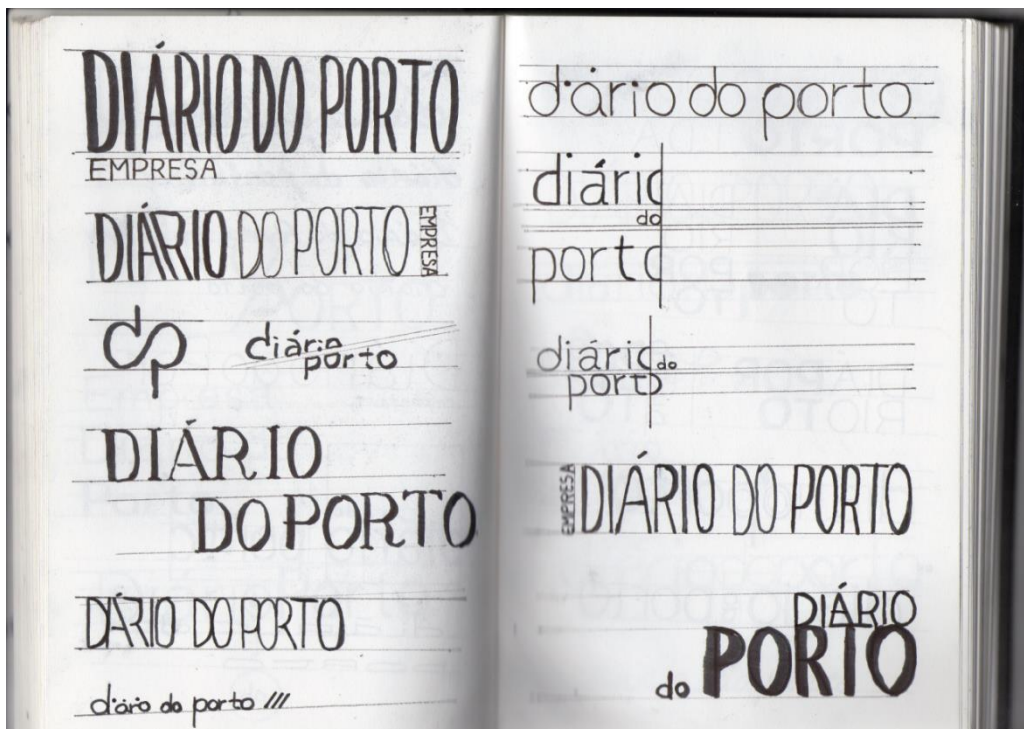 DIÁRIO DO PORTO
EMPRESA
DIÁRIO DO PORTO EMPRESA
dp
diário
porto
DIÁRIO
DO PORTO
DÁRIO DO PORTO
diário do porto ///
diário do porto
diário
do
porto
diário do
porto
EMPRESA DIÁRIO DO PORTO
DIÁRIO
do PORTO